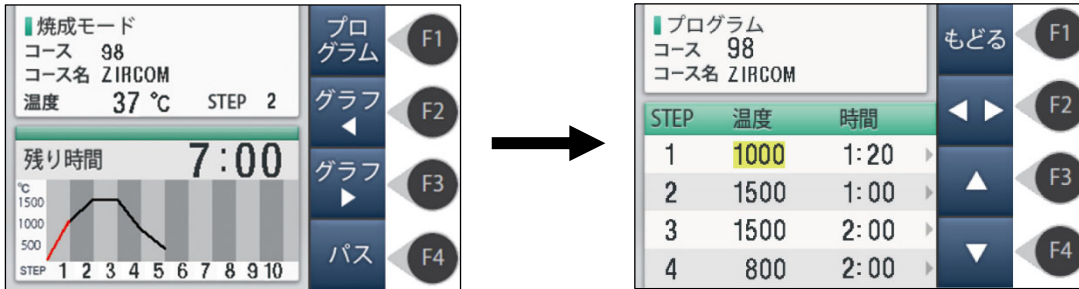 焼成モード
コース 98
コース名 ZIRCOM
温度 37 ℃ STEP 2
残り時間 7:00
℃
1500
1000
500
STEP 1 2 3 4 5 6 7 8 9 10
プロ
グラム
F1
グラフ
◀
F2
グラフ
▶
F3
パス
F4
プログラム
コース 98
コース名 ZIRCOM
STEP 温度 時間
1 1000 1:20
2 1500 1:00
3 1500 2:00
4 800 2:00
もどる
F1
◀ ▶
F2
▲
F3
▼
F4